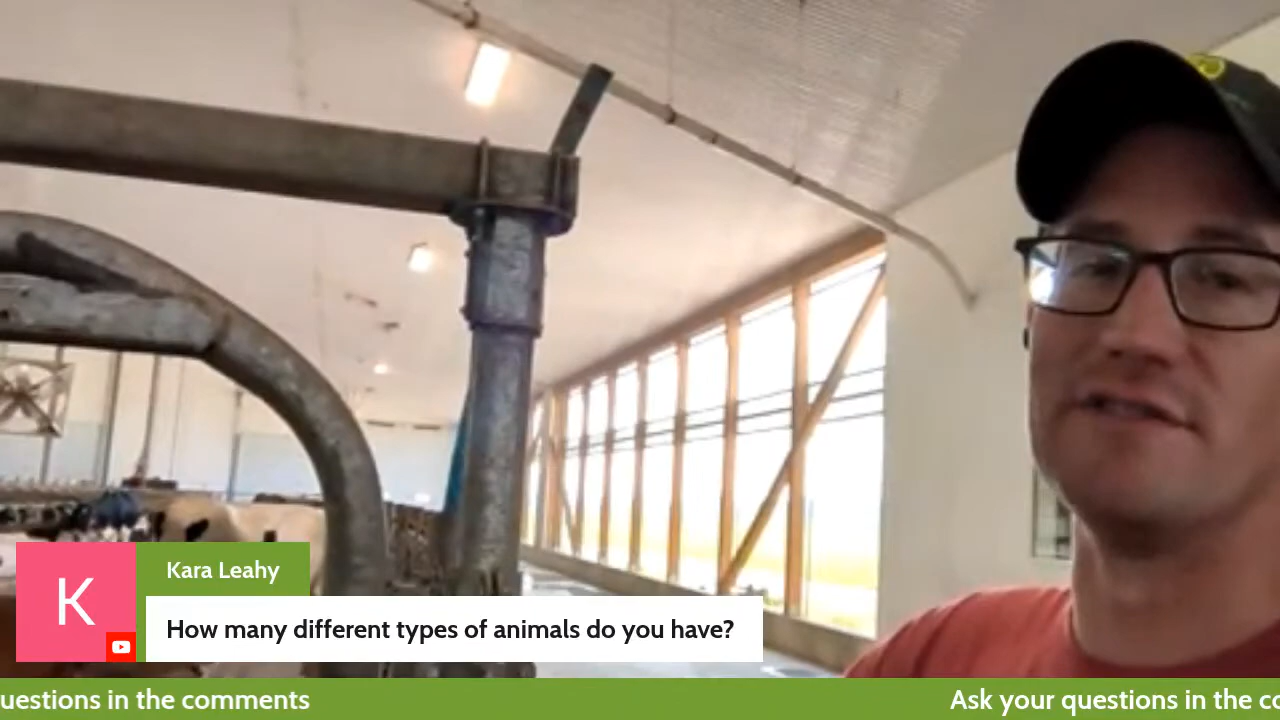 K
Kara Leahy
How many different types of animals do you have?
uestions in the comments
Ask your questions in the co